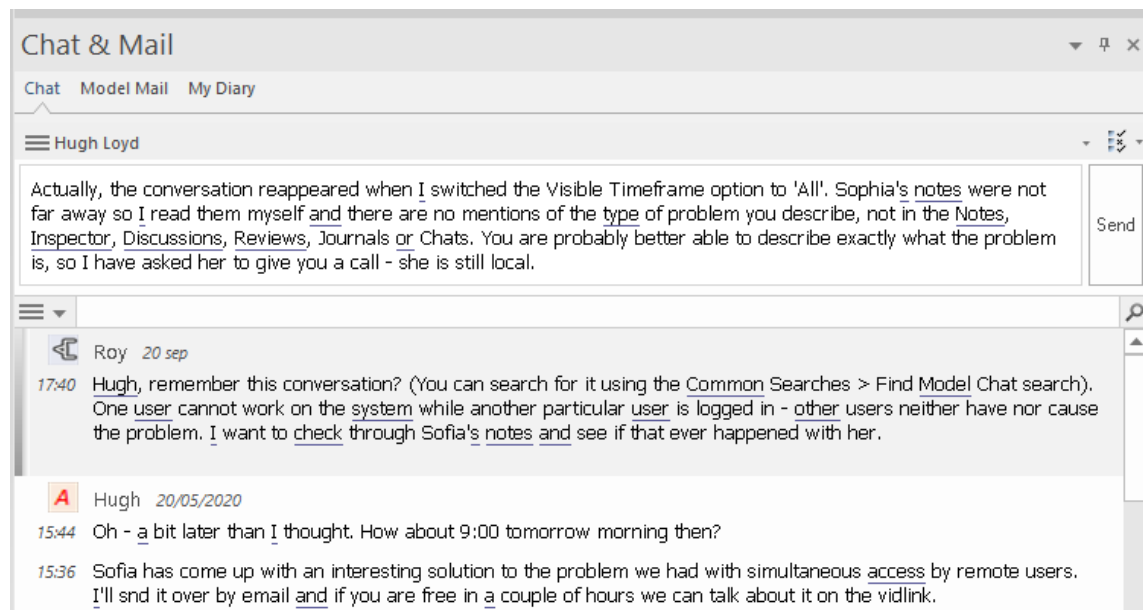 Chat & Mail
Chat Model Mail My Diary
Hugh Loyd
Actually, the conversation reappeared when I switched the Visible Timeframe option to 'All'. Sophia's notes were not
far away so I read them myself and there are no mentions of the type of problem you describe, not in the Notes,
Inspector, Discussions, Reviews, Journals or Chats. You are probably better able to describe exactly what the problem
is, so I have asked her to give you a call - she is still local.
Send
Roy 20 sep
17:40 Hugh, remember this conversation? (You can search for it using the Common Searches > Find Model Chat search).
One user cannot work on the system while another particular user is logged in - other users neither have nor cause
the problem. I want to check through Sofia's notes and see if that ever happened with her.
A Hugh 20/05/2020
15:44 Oh - a bit later than I thought. How about 9:00 tomorrow morning then?
15:36 Sofia has come up with an interesting solution to the problem we had with simultaneous access by remote users.
I'll snd it over by email and if you are free in a couple of hours we can talk about it on the vidlink.